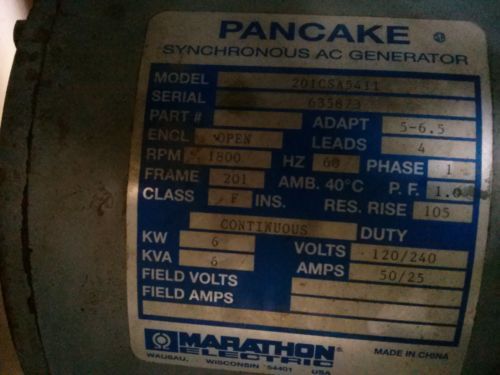 PANCAKE
SYNCHRONOUS AC GENERATOR
MODEL 201CSA5411
SERIAL 635873
PART # ADAPT 5-6.5
ENCL OPEN LEADS 4
RPM 1800 HZ 60 PHASE 1
FRAME 201 AMB. 40°C P. F. 1.0
CLASS F INS. RES. RISE 105
CONTINUOUS DUTY
KW 6 VOLTS 120/240
KVA 6 AMPS 50/25
FIELD VOLTS
FIELD AMPS
MARATHON
ELECTRIC
WAUSAU, WISCONSIN 54401 USA
MADE IN CHINA